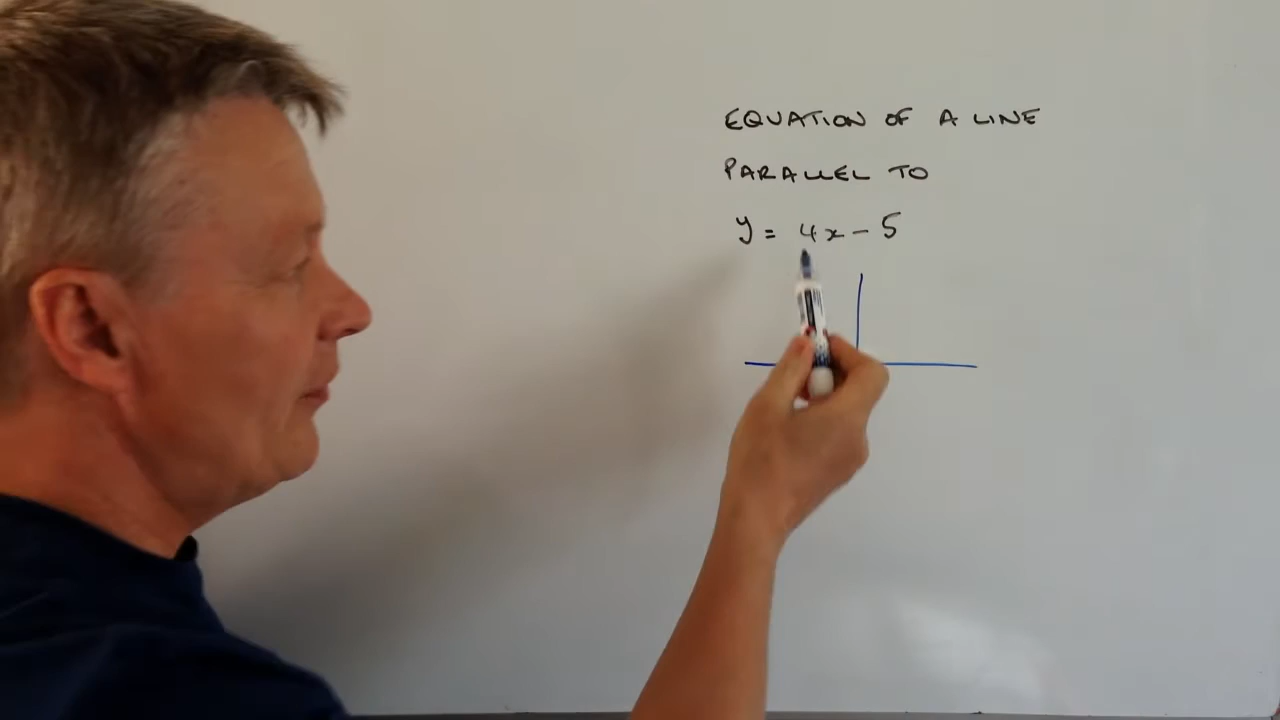 EQUATION OF A LINE
PARALLEL TO
y = 4x - 5